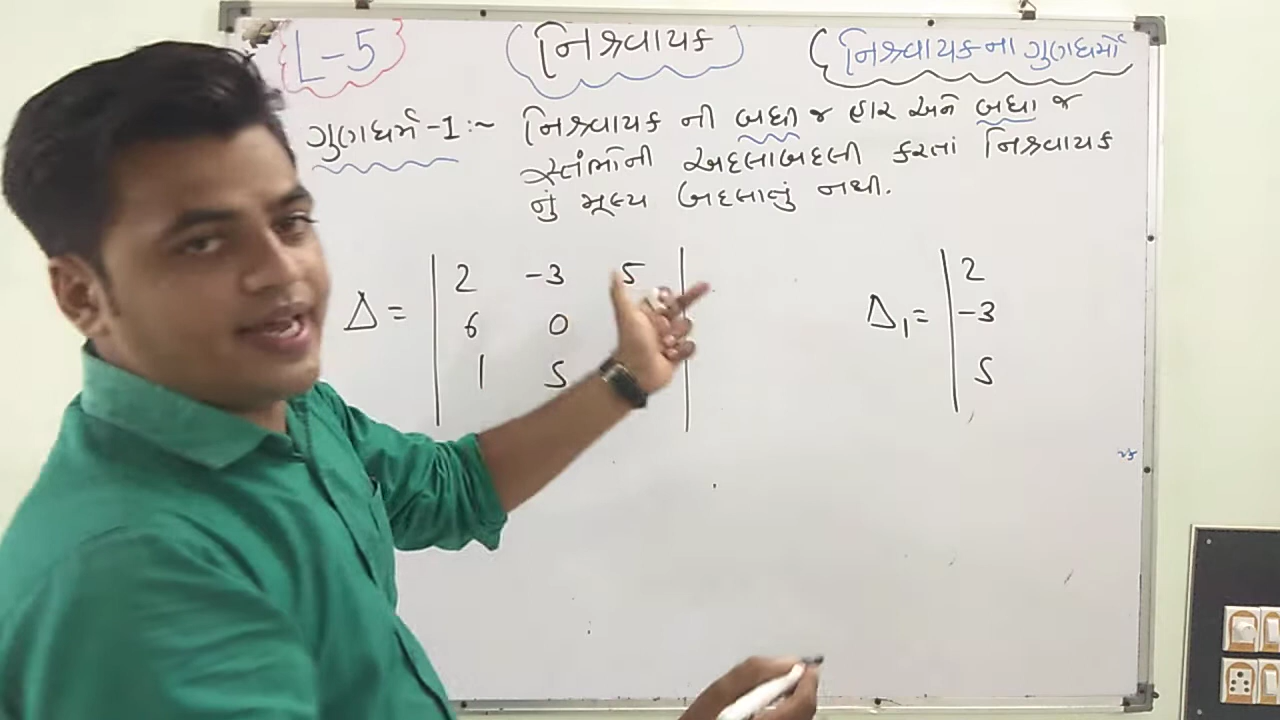 L-5
નિશ્ચાયક
(નિશ્ચાયકના ગુણધર્મો
ગુણધર્મ-1:~ નિશ્ચાયક ની બધી જ હાર અને બધા જ
સ્તંભોની અદલાબદલી કરતાં નિશ્ચાયક
નું મૂલ્ય બદલાતું નથી.
Δ = | 2 -3 5 |
6 0
1 5
Δ₁ = | 2
-3
5